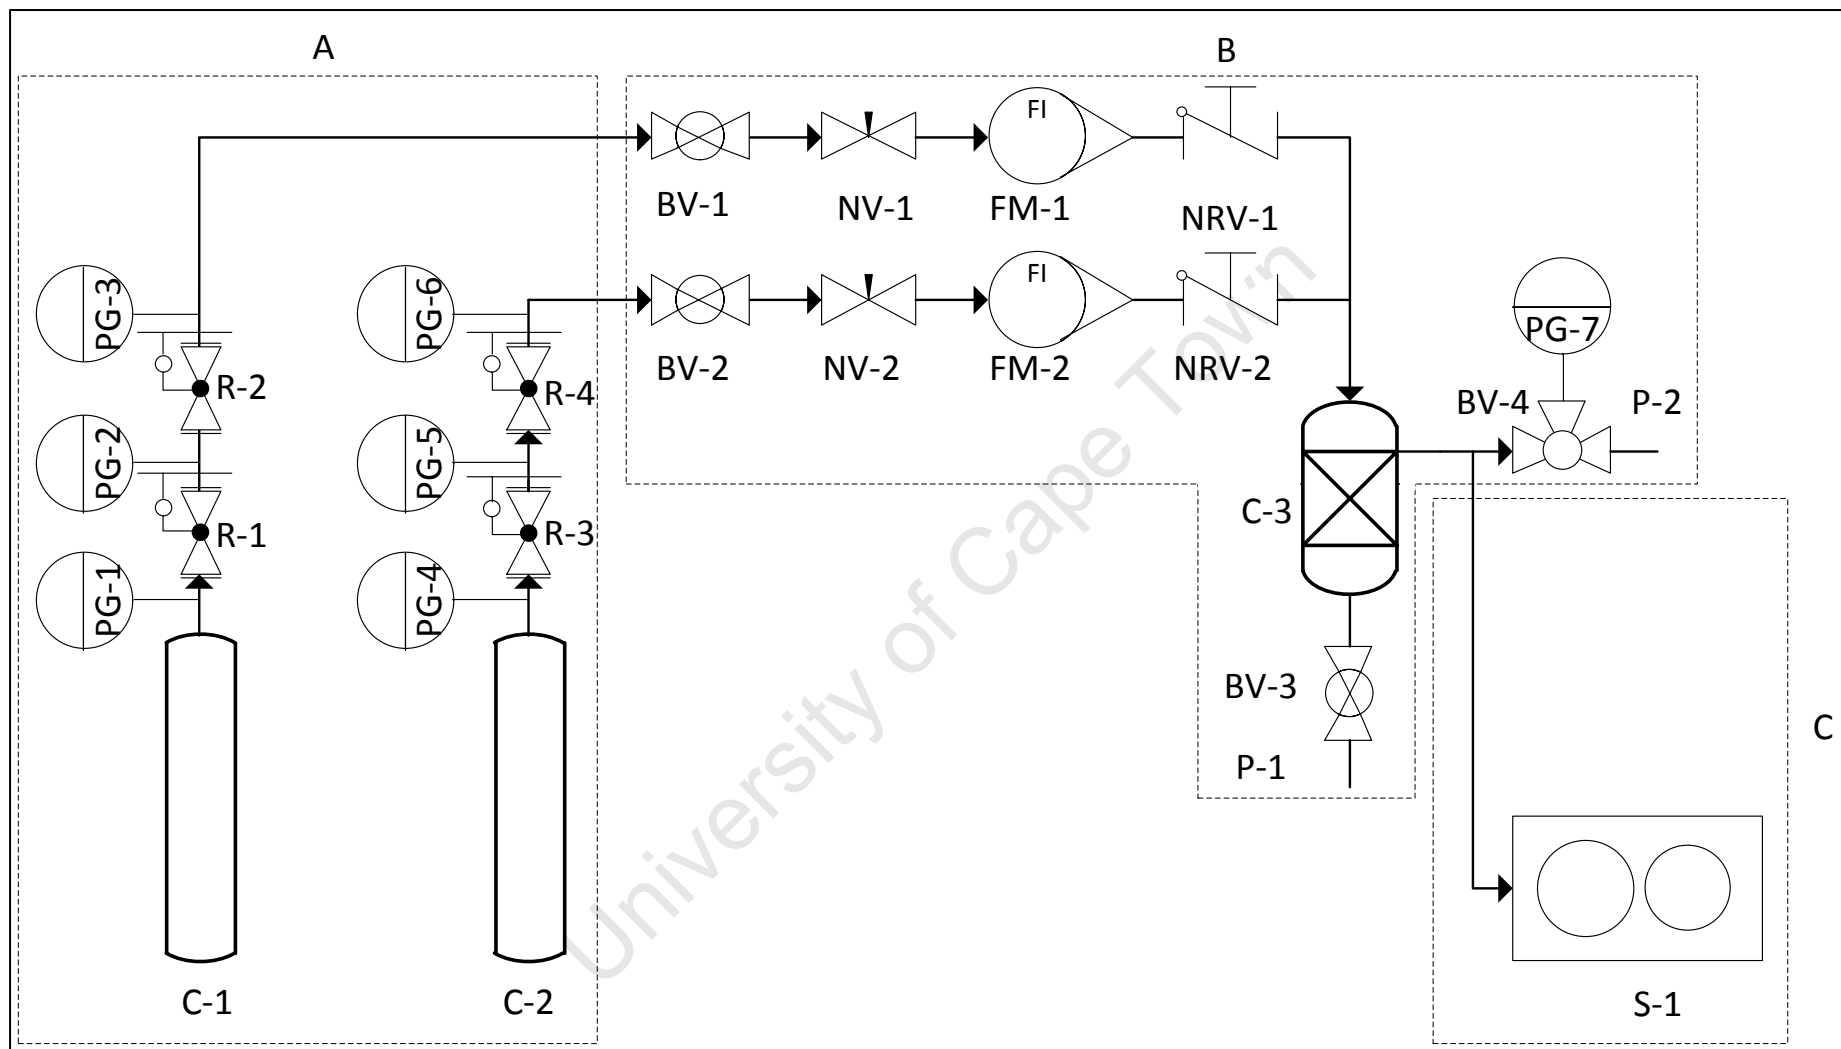 A
B
FI
BV-1
NV-1
FM-1
NRV-1
PG-3
PG-6
FI
R-2
R-4
BV-2
NV-2
FM-2
NRV-2
PG-7
BV-4
P-2
PG-2
PG-5
R-1
R-3
C-3
PG-1
PG-4
BV-3
P-1
C
C-1
C-2
S-1
University of Cape Town